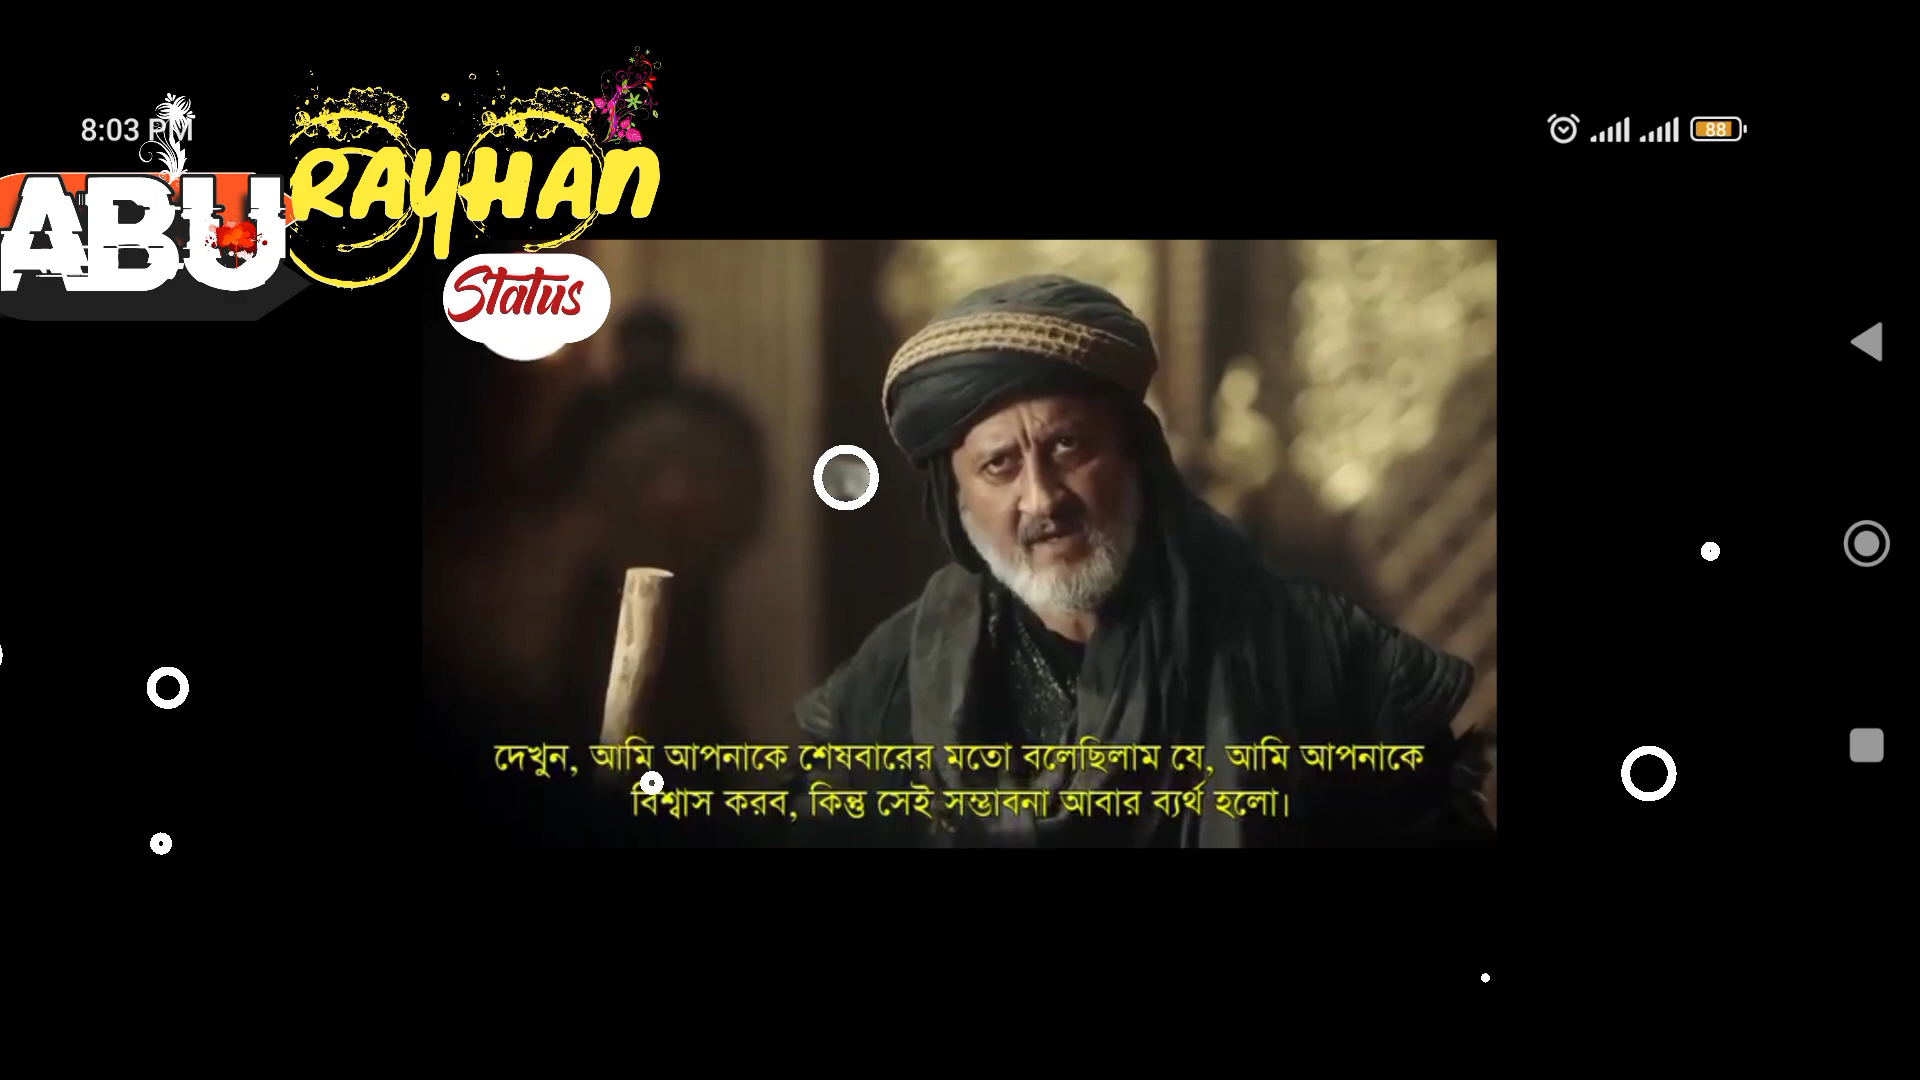 8:03 PM
88
ABU
RAYHAN
Status
দেখুন, আমি আপনাকে শেষবারের মতো বলেছিলাম যে, আমি আপনাকে
বিশ্বাস করব, কিন্তু সেই সম্ভাবনা আবার ব্যর্থ হলো।